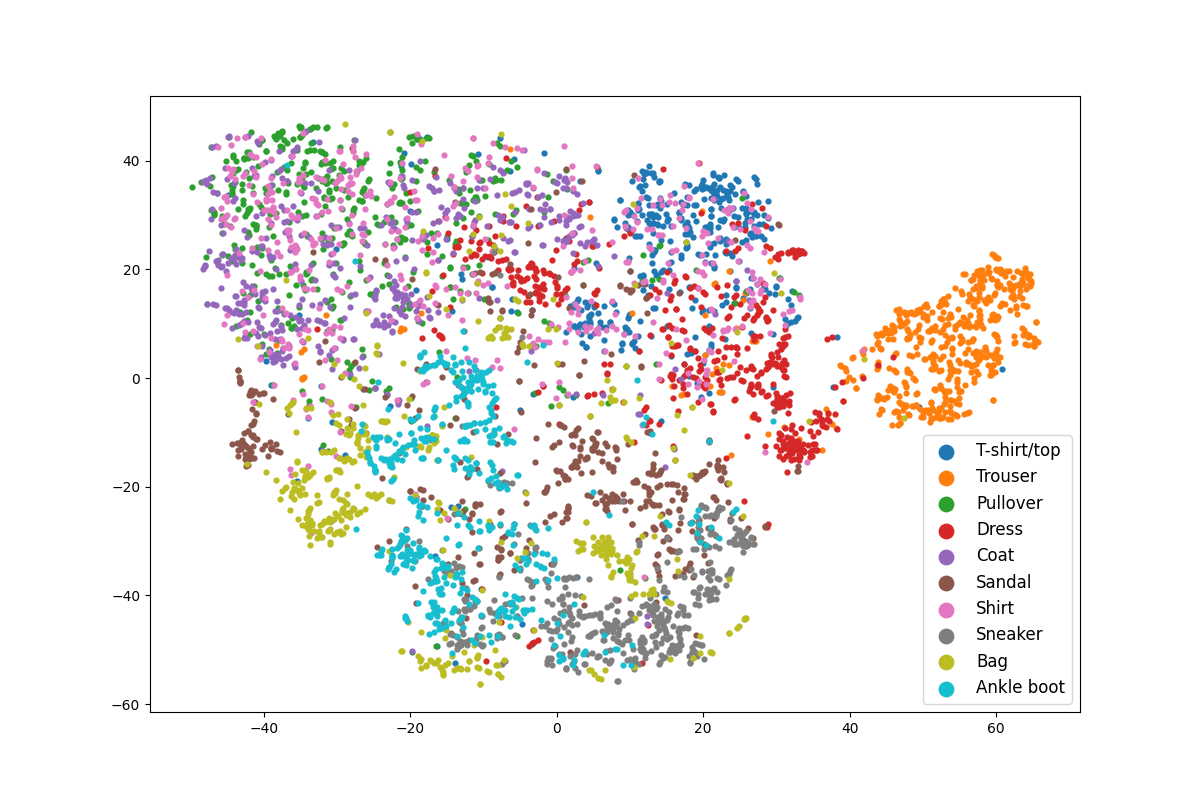 40
20
0
−20
−40
−60
−40
−20
0
20
40
60
T-shirt/top
Trouser
Pullover
Dress
Coat
Sandal
Shirt
Sneaker
Bag
Ankle boot